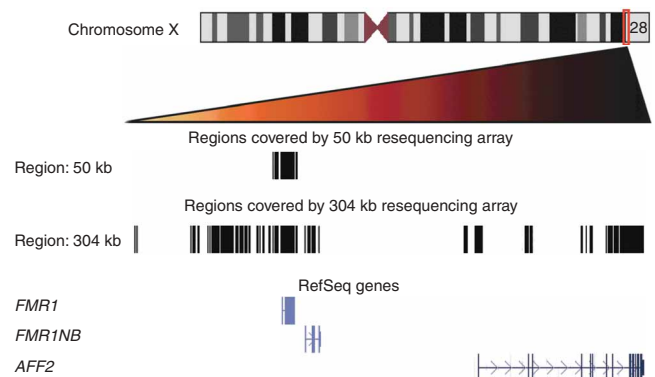 Chromosome X
28
Regions covered by 50 kb resequencing array
Region: 50 kb
Regions covered by 304 kb resequencing array
Region: 304 kb
RefSeq genes
FMR1
FMR1NB
AFF2